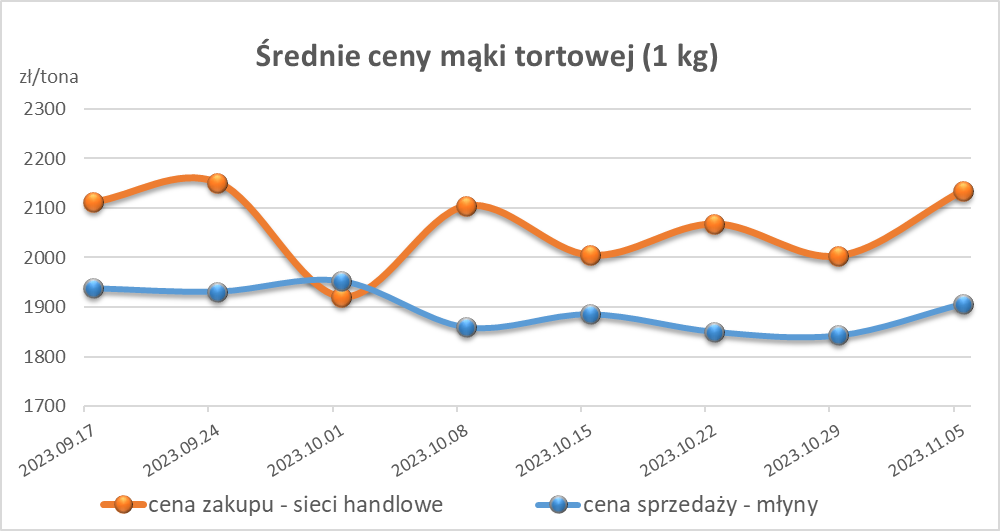 Średnie ceny mąki tortowej (1 kg)
zł/tona
2300
2200
2100
2000
1900
1800
1700
2023.09.17 2023.09.24 2023.10.01 2023.10.08 2023.10.15 2023.10.22 2023.10.29 2023.11.05
cena zakupu - sieci handlowe cena sprzedaży - młyny